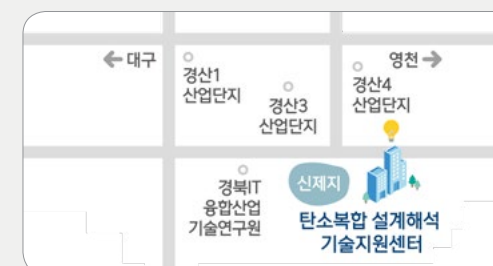 ← 대구
영천 →
경산1
산업단지
경산3
산업단지
경산4
산업단지
경북IT
융합산업
기술연구원
신제지
탄소복합 설계해석
기술지원센터